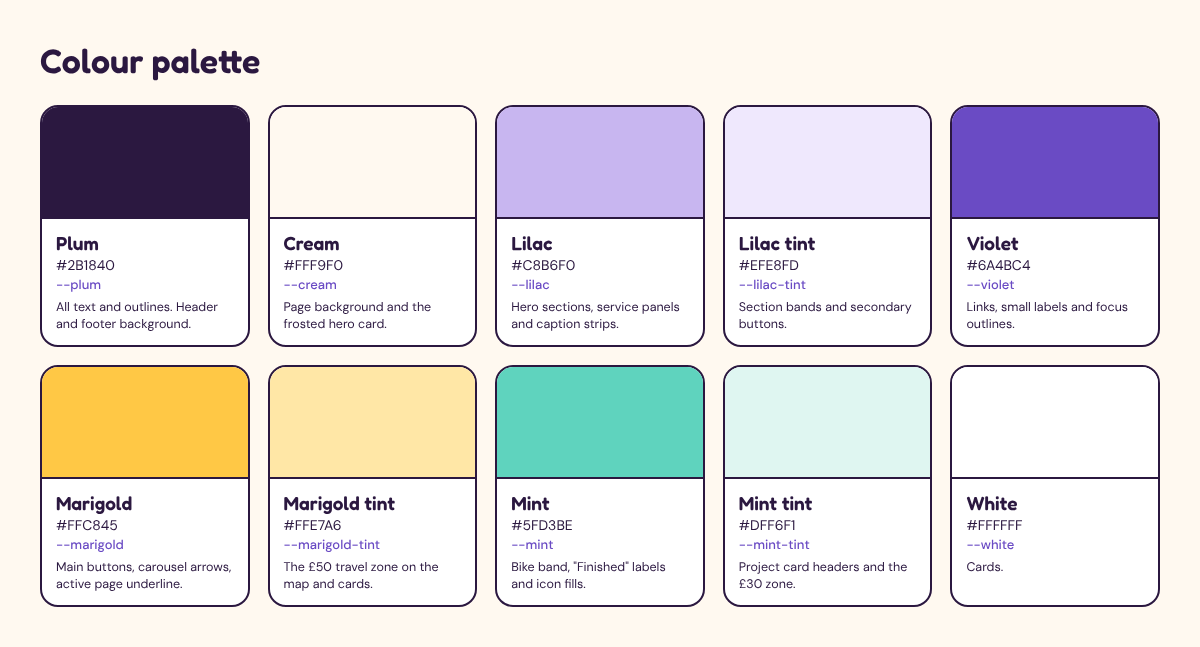 Colour palette
Plum
#2B1840
--plum
All text and outlines. Header
and footer background.
Cream
#FFF9F0
--cream
Page background and the
frosted hero card.
Lilac
#C8B6F0
--lilac
Hero sections, service panels
and caption strips.
Lilac tint
#EFE8FD
--lilac-tint
Section bands and secondary
buttons.
Violet
#6A4BC4
--violet
Links, small labels and focus
outlines.
Marigold
#FFC845
--marigold
Main buttons, carousel arrows,
active page underline.
Marigold tint
#FFE7A6
--marigold-tint
The £50 travel zone on the
map and cards.
Mint
#5FD3BE
--mint
Bike band, "Finished" labels
and icon fills.
Mint tint
#DFF6F1
--mint-tint
Project card headers and the
£30 zone.
White
#FFFFFF
--white
Cards.